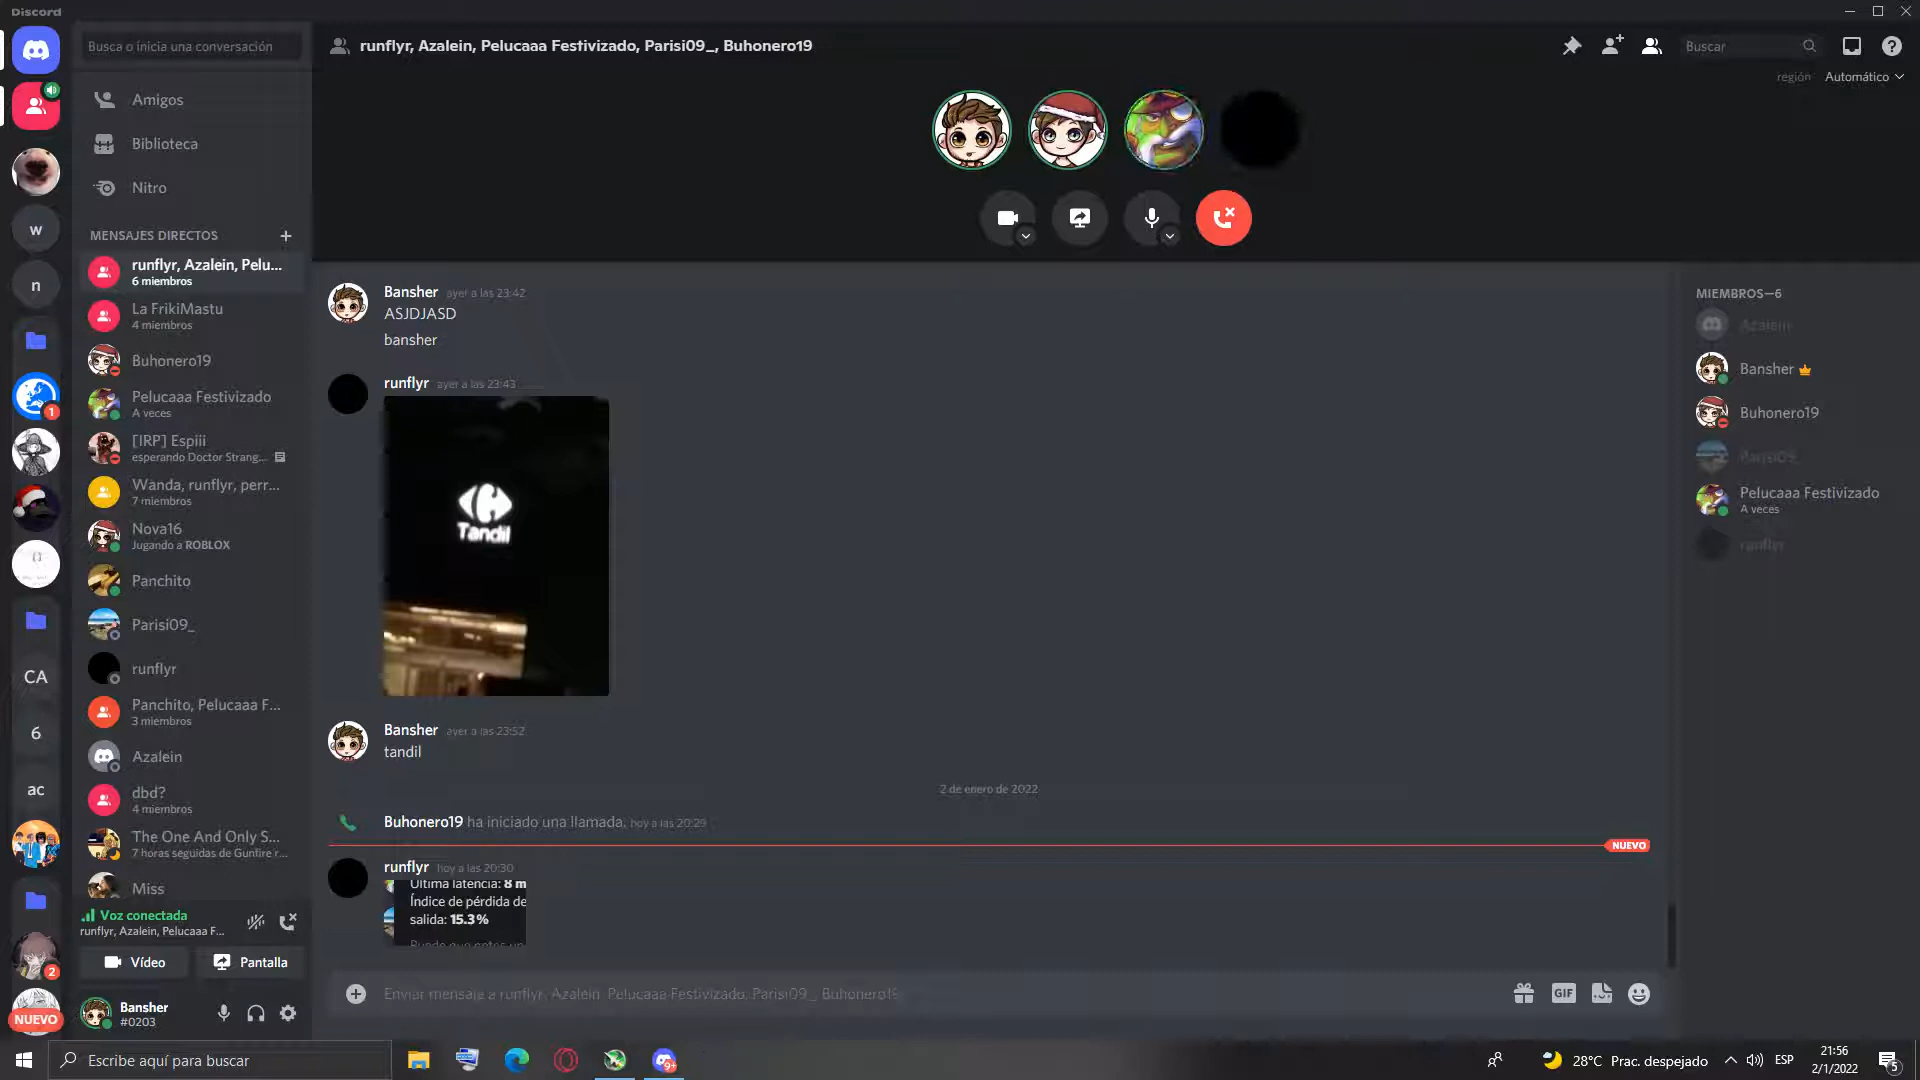 Discord
Busca o inicia una conversación
Amigos
Biblioteca
Nitro
MENSAJES DIRECTOS
runflyr, Azalein, Pelu...
6 miembros
La FrikiMastu
4 miembros
Buhonero19
Pelucaaa Festivizado
A veces
[IRP] Espiii
esperando Doctor Strang...
Wanda, runflyr, perr...
7 miembros
Nova16
Jugando a ROBLOX
Panchito
Parisi09_
runflyr
Panchito, Pelucaaa F...
3 miembros
Azalein
dbd?
4 miembros
The One And Only S...
7 horas seguidas de Gunfire r...
Miss
Voz conectada
runflyr, Azalein, Pelucaaa F...
Vídeo
Pantalla
Bansher
#0203
w
n
1
CA
6
ac
2
NUEVO
runflyr, Azalein, Pelucaaa Festivizado, Parisi09_, Buhonero19
Buscar
región Automático
Bansher ayer a las 23:42
ASJDJASD
bansher
runflyr ayer a las 23:43
Tandil
Bansher ayer a las 23:52
tandil
2 de enero de 2022
Buhonero19 ha iniciado una llamada. hoy a las 20:29
NUEVO
runflyr hoy a las 20:30
Última latencia: 8 m
Índice de pérdida de
salida: 15.3%
Enviar mensaje a runflyr, Azalein, Pelucaaa Festivizado, Parisi09_, Buhonero19
GIF
MIEMBROS—6
Azalein
Bansher
Buhonero19
Parisi09_
Pelucaaa Festivizado
A veces
runflyr
Escribe aquí para buscar
9+
28°C Prac. despejado
ESP
21:56
2/1/2022
5